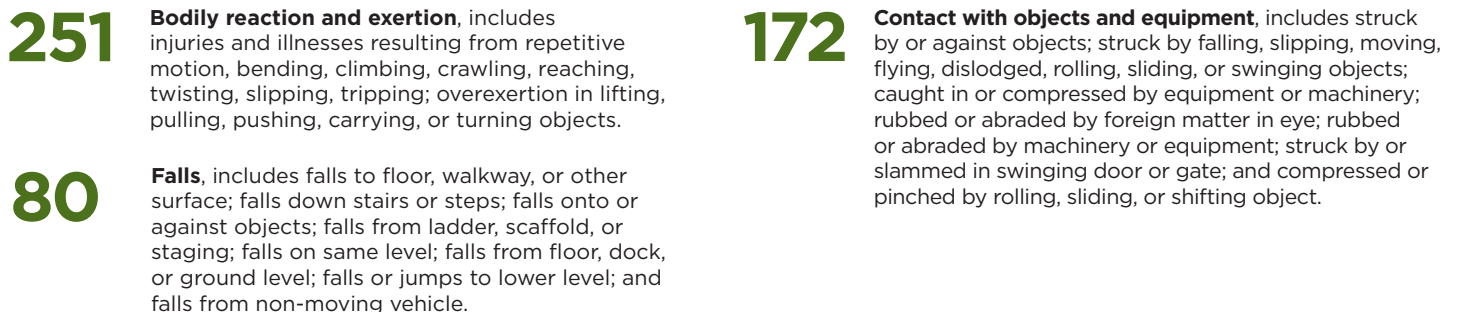 251
Bodily reaction and exertion, includes
injuries and illnesses resulting from repetitive
motion, bending, climbing, crawling, reaching,
twisting, slipping, tripping; overexertion in lifting,
pulling, pushing, carrying, or turning objects.
80
Falls, includes falls to floor, walkway, or other
surface; falls down stairs or steps; falls onto or
against objects; falls from ladder, scaffold, or
staging; falls on same level; falls from floor, dock,
or ground level; falls or jumps to lower level; and
falls from non-moving vehicle.
172
Contact with objects and equipment, includes struck
by or against objects; struck by falling, slipping, moving,
flying, dislodged, rolling, sliding, or swinging objects;
caught in or compressed by equipment or machinery;
rubbed or abraded by foreign matter in eye; rubbed
or abraded by machinery or equipment; struck by or
slammed in swinging door or gate; and compressed or
pinched by rolling, sliding, or shifting object.